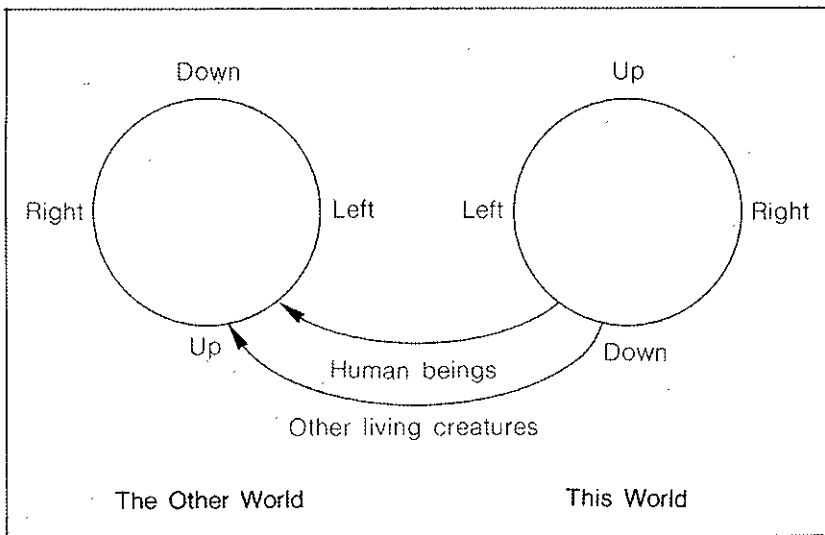 Down
Up
Right
Left
Left
Right
Up
Down
Human beings
Other living creatures
The Other World
This World